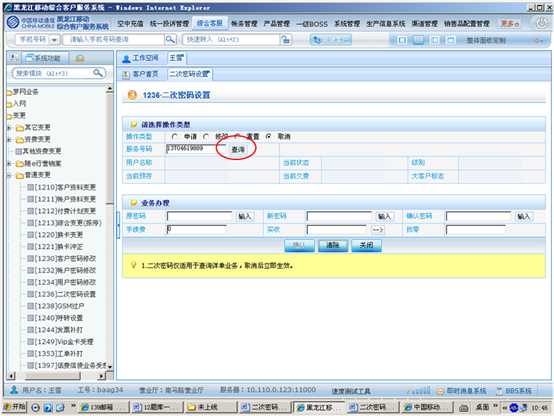 黑龙江移动综合客户服务系统 - Windows Internet Explorer
中国移动通信 CHINA MOBILE 黑龙江移动 综合客户服务系统
空中充值 统一投诉管理 综合客服 账务管理 产品管理 一级BOSS 系统管理 生产信息系统 渠道管理 销售品配置管理 更多
手机号码 请输入手机号码查询 (Alt+1) 快速转入 (Alt+2) 整体面板定制
系统功能 人工作空间 王雪
搜索模块 (Alt+3) 客户首页 二次密码设置
梦网业务
入网
变更
其它变更
资费变更
其他资费变更
随e行营销案
普通变更
[1210]客户资料变更
[1211]帐户资料变更
[1212]付费计划变更
[1213]综合变更(报停)
[1220]换卡变更
[1221]换卡冲正
[1230]客户密码修改
[1232]帐户密码修改
[1234]用户密码修改
[1236]二次密码设置
[1238]GSM过户
[1240]呼转设置
[1244]发票补打
[1249]Vip金卡受理
[1353]工单补打
[1397]话费信使业务受
1236-二次密码设置
请选择操作类型
操作类型 申请 修改 重置 取消
服务号码 13704619889 查询
用户名称 当前状态 级别
当前预存 当前欠费 大客户标志
业务办理
原密码 输入 新密码 输入 确认密码 输入
手续费 0 实收 --> 找零
确认 清除 关闭
1.二次密码仅适用于查询详单业务,取消后立即生效。
用户名:王雪 工号:baag34 营业厅:南马路营业厅 服务器:10.110.0.123:11000 速度测试工具 即时消息系统 BBS系统
开始 139邮箱 ... 12题库一... 未上线 二次密码... 黑龙江移... 二次密码... 中国移动... 桌面 10:45